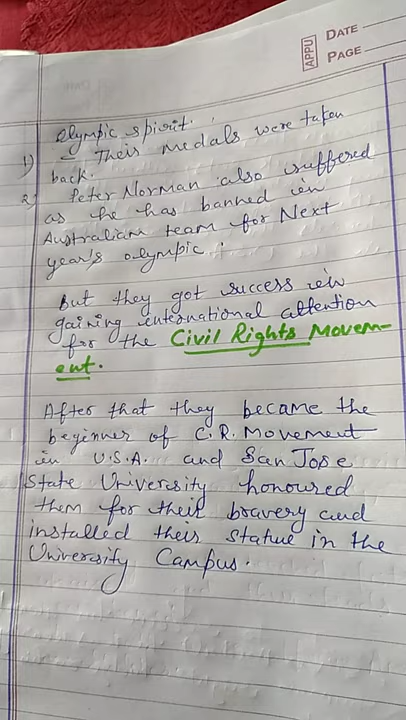 APPU
DATE
PAGE
Olympic spirit.
1) - Their medals were taken
back.
2) Peter Norman also suffered
as he has banned in
Australian team for Next
year's olympic.
But they got success in
gaining international attention
for the Civil Rights Movem-
ent.
After that they became the
beginner of C.R. Movement
in U.S.A. and San Jose
State University honoured
them for their bravery and
installed their statue in the
University Campus.